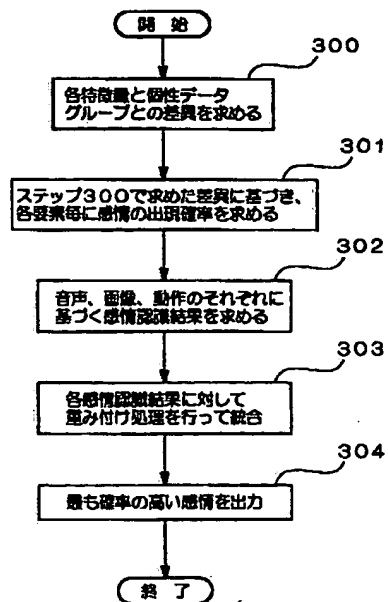 開 始
300
各特徴量と個性データ
グループとの差異を求める
301
ステップ300で求めた差異に基づき、
各要素毎に感情の出現確率を求める
302
音声、画像、動作のそれぞれに
基づく感情認識結果を求める
303
各感情認識結果に対して
重み付け処理を行って統合
304
最も確率の高い感情を出力
終 了